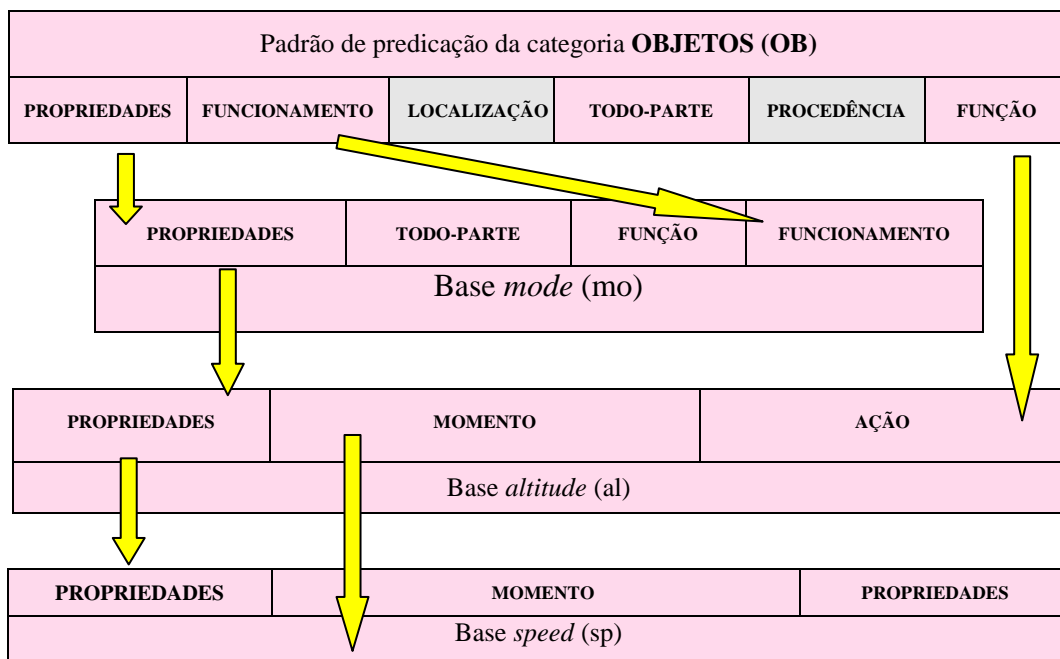 Padrão de predicação da categoria OBJETOS (OB)
PROPRIEDADES FUNCIONAMENTO LOCALIZAÇÃO TODO-PARTE PROCEDÊNCIA FUNÇÃO
PROPRIEDADES TODO-PARTE FUNÇÃO FUNCIONAMENTO
Base mode (mo)
PROPRIEDADES MOMENTO AÇÃO
Base altitude (al)
PROPRIEDADES MOMENTO PROPRIEDADES
Base speed (sp)